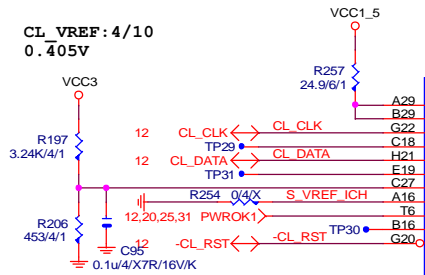 CL_VREF:4/10
0.405V
VCC1_5
VCC3
R257
24.9/6/1
R197
3.24K/4/1
12 CL_CLK CL_CLK
TP29
12 CL_DATA CL_DATA
TP31
R254 0/4/X S_VREF_ICH
12,20,25,31 PWROK1
TP30
12 -CL_RST -CL_RST
R206
453/4/1
C95
0.1u/4/X7R/16V/K
A29
B29
G22
C18
H21
E19
C27
A16
T6
B16
G20